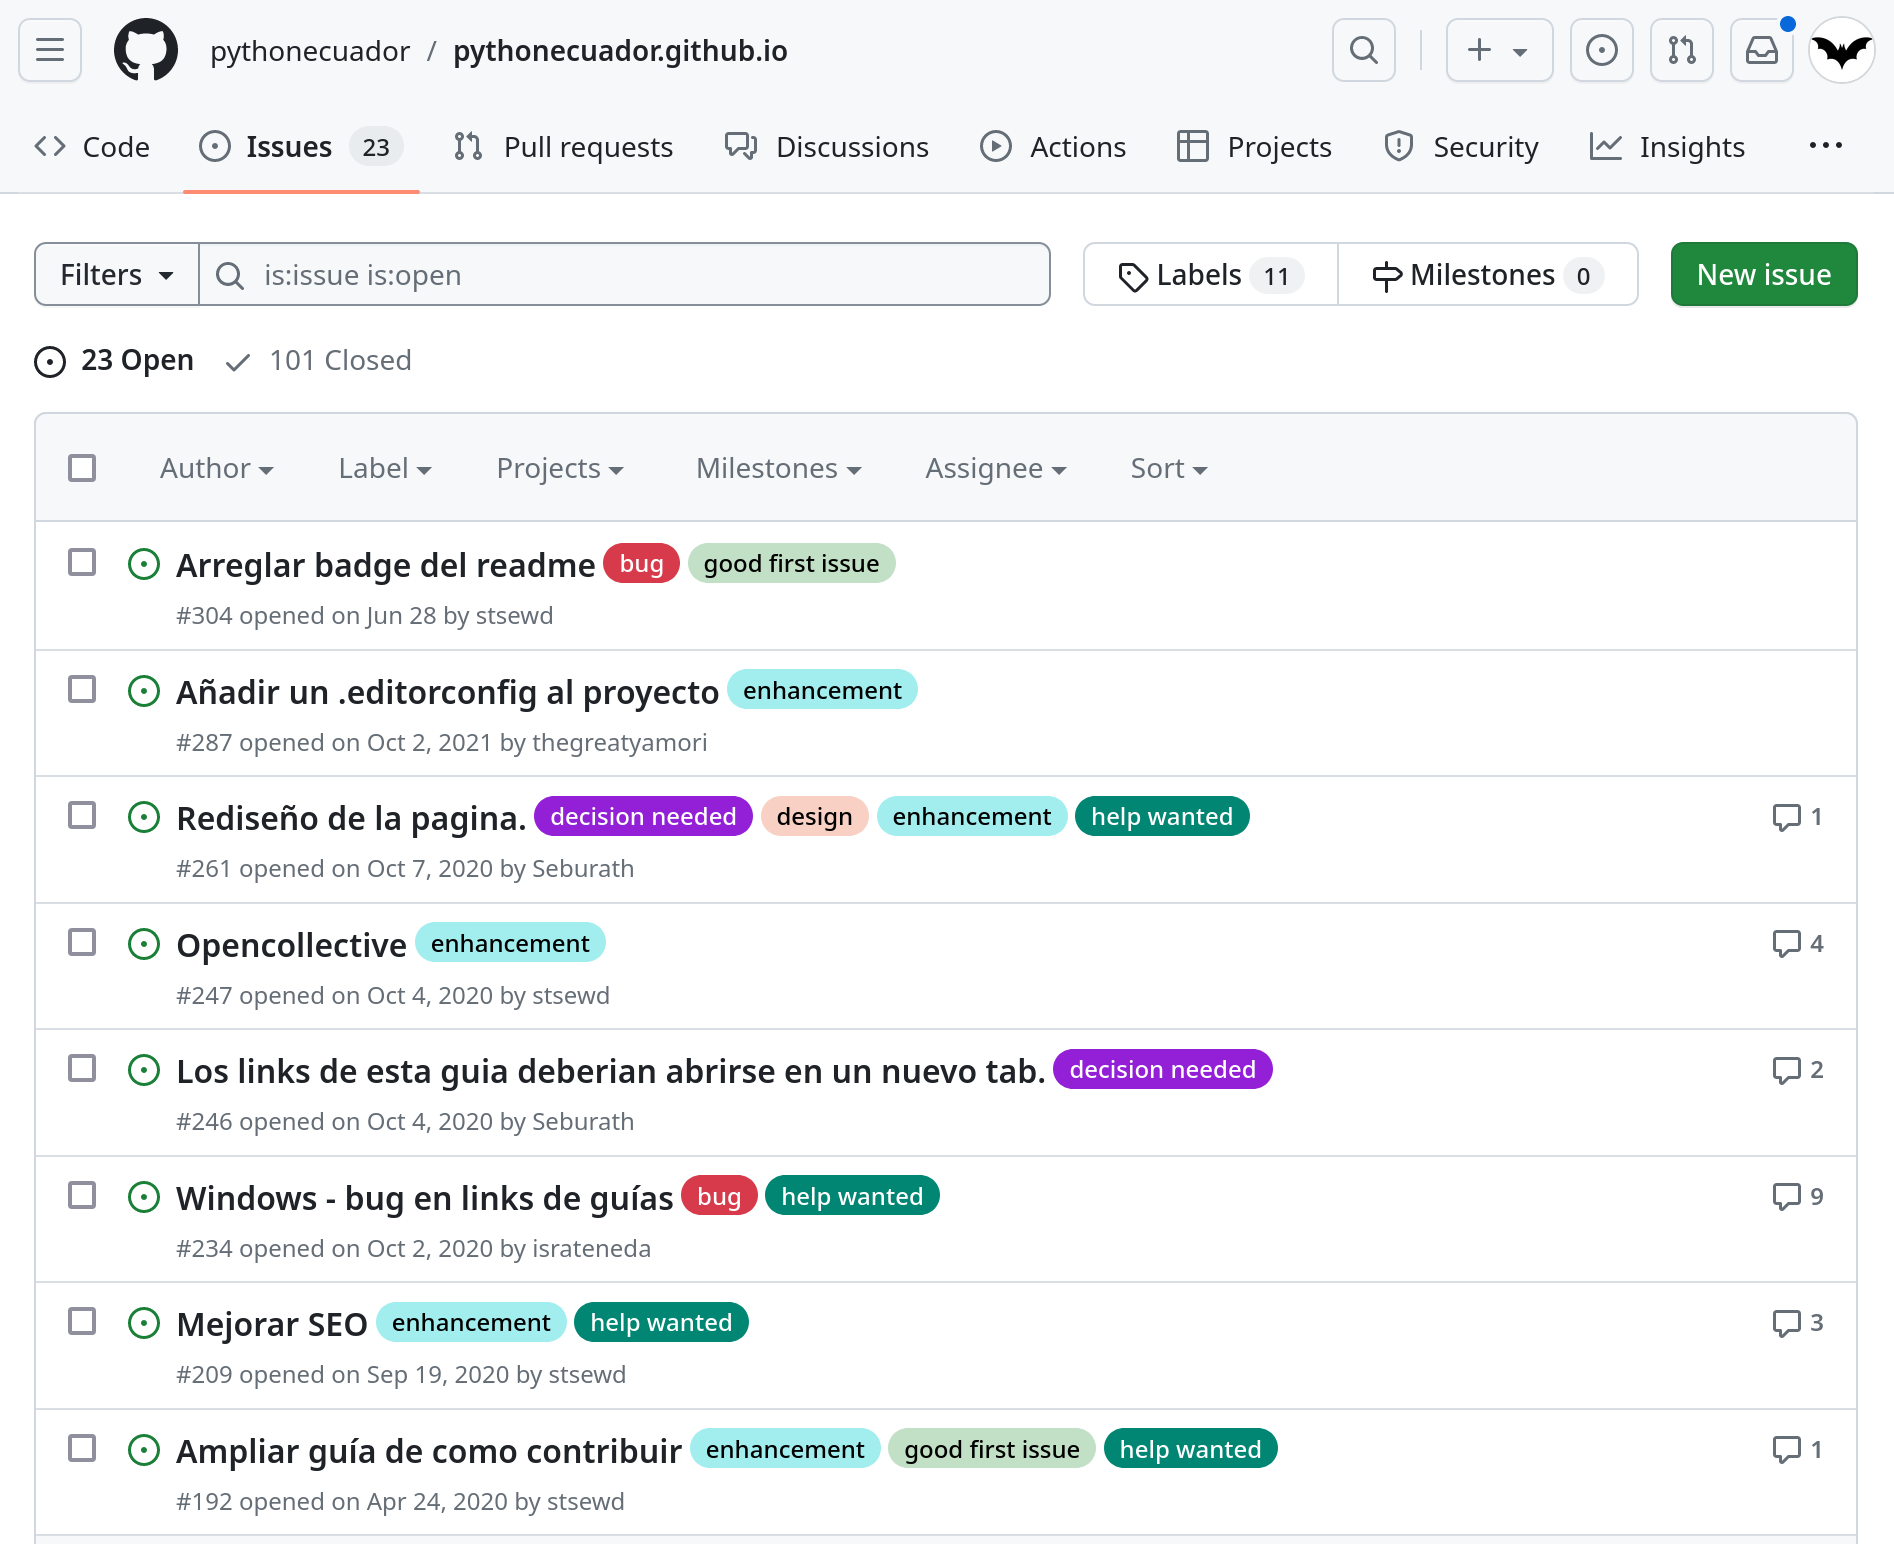 pythonecuador / pythonecuador.github.io
Code Issues 23 Pull requests Discussions Actions Projects Security Insights
Filters is:issue is:open Labels 11 Milestones 0 New issue
23 Open 101 Closed
Author Label Projects Milestones Assignee Sort
Arreglar badge del readme bug good first issue
#304 opened on Jun 28 by stsewd
Añadir un .editorconfig al proyecto enhancement
#287 opened on Oct 2, 2021 by thegreatyamori
Rediseño de la pagina. decision needed design enhancement help wanted 1
#261 opened on Oct 7, 2020 by Seburath
Opencollective enhancement 4
#247 opened on Oct 4, 2020 by stsewd
Los links de esta guia deberian abrirse en un nuevo tab. decision needed 2
#246 opened on Oct 4, 2020 by Seburath
Windows - bug en links de guías bug help wanted 9
#234 opened on Oct 2, 2020 by israteneda
Mejorar SEO enhancement help wanted 3
#209 opened on Sep 19, 2020 by stsewd
Ampliar guía de como contribuir enhancement good first issue help wanted 1
#192 opened on Apr 24, 2020 by stsewd